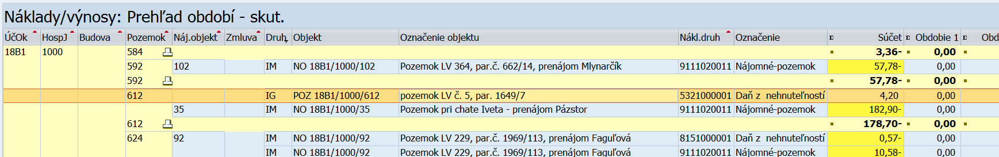 Náklady/výnosy: Prehľad období - skut.
ÚčOk HospJ Budova Pozemok Náj.objekt Zmluva Druh Objekt Označenie objektu Nákl.druh Označenie Súčet Obdobie 1 Obd
18B1 1000 584 3,36- 0,00
592 102 IM NO 18B1/1000/102 Pozemok LV 364, par.č. 662/14, prenájom Mlynarčík 9111020011 Nájomné-pozemok 57,78- 0,00
592 57,78- 0,00
612 IG POZ 18B1/1000/612 pozemok LV č. 5, par. 1649/7 5321000001 Daň z  nehnuteľností 4,20 0,00
35 IM NO 18B1/1000/35 Pozemok pri chate Iveta - prenájom Pázstor 9111020011 Nájomné-pozemok 182,90- 0,00
612 178,70- 0,00
624 92 IM NO 18B1/1000/92 Pozemok LV 229, par.č. 1969/113, prenájom Faguľová 8151000001 Daň z  nehnuteľností 0,57- 0,00
IM NO 18B1/1000/92 Pozemok LV 229, par.č. 1969/113, prenájom Faguľová 9111020011 Nájomné-pozemok 10,58- 0,00